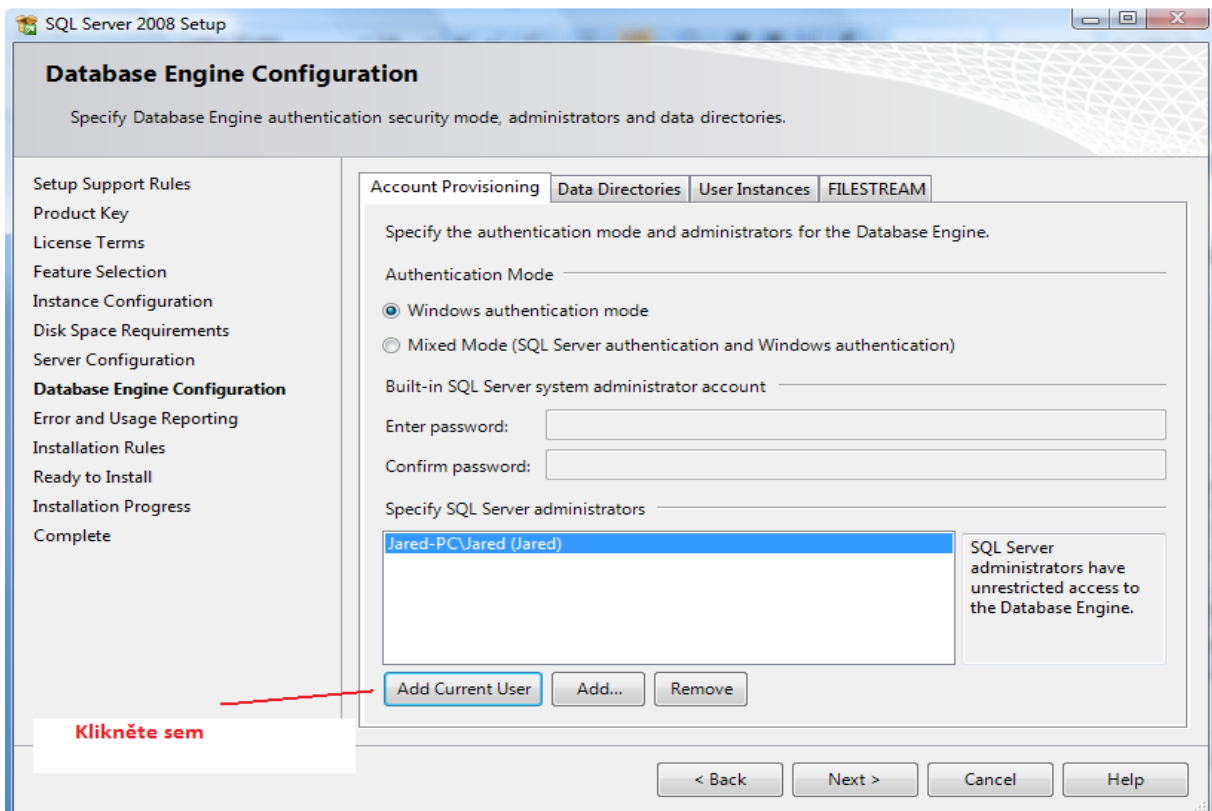 SQL Server 2008 Setup
Database Engine Configuration
Specify Database Engine authentication security mode, administrators and data directories.
Setup Support Rules
Product Key
License Terms
Feature Selection
Instance Configuration
Disk Space Requirements
Server Configuration
Database Engine Configuration
Error and Usage Reporting
Installation Rules
Ready to Install
Installation Progress
Complete
Account Provisioning
Data Directories
User Instances
FILESTREAM
Specify the authentication mode and administrators for the Database Engine.
Authentication Mode
Windows authentication mode
Mixed Mode (SQL Server authentication and Windows authentication)
Built-in SQL Server system administrator account
Enter password:
Confirm password:
Specify SQL Server administrators
Jared-PC\Jared (Jared)
SQL Server
administrators have
unrestricted access to
the Database Engine.
Add Current User
Add...
Remove
Klikněte sem
< Back
Next >
Cancel
Help